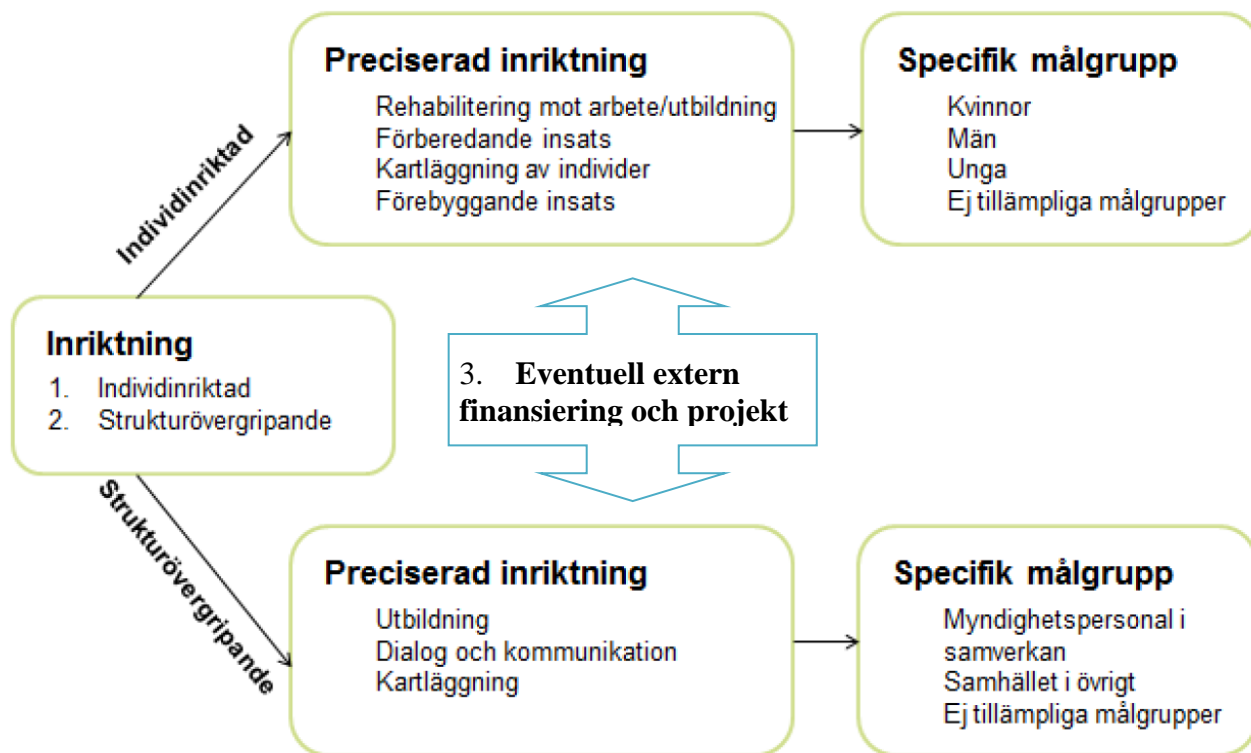 Preciserad inriktning
Rehabilitering mot arbete/utbildning
Förberedande insats
Kartläggning av individer
Förebyggande insats
Specifik målgrupp
Kvinnor
Män
Unga
Ej tillämpliga målgrupper
Individinriktad
Inriktning
1. Individinriktad
2. Strukturövergripande
3. Eventuell extern
finansiering och projekt
Strukturövergripande
Preciserad inriktning
Utbildning
Dialog och kommunikation
Kartläggning
Specifik målgrupp
Myndighetspersonal i
samverkan
Samhället i övrigt
Ej tillämpliga målgrupper